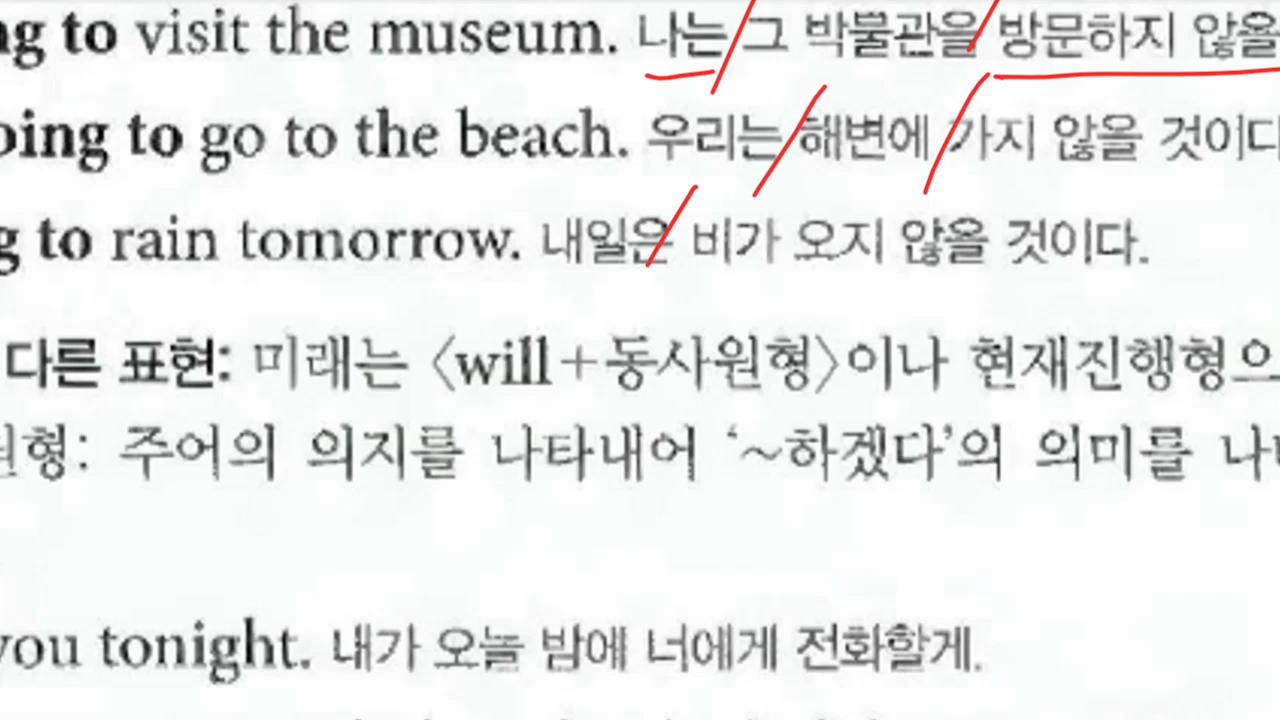 ng to visit the museum. 나는 그 박물관을 방문하지 않을
oing to go to the beach. 우리는 해변에 가지 않을 것이다
g to rain tomorrow. 내일은 비가 오지 않을 것이다.
다른 표현: 미래는 〈will+동사원형〉이나 현재진행형으
원형: 주어의 의지를 나타내어 ‘~하겠다’의 의미를 나타
you tonight. 내가 오늘 밤에 너에게 전화할게.